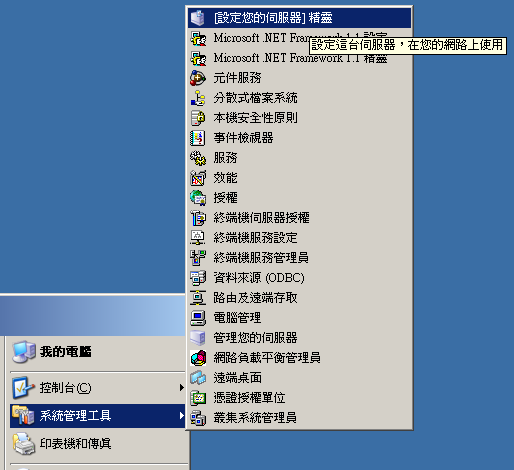 [設定您的伺服器] 精靈
Microsoft .NET Framework 1.1 設定
設定這台伺服器，在您的網路上使用
Microsoft .NET Framework 1.1 精靈
元件服務
分散式檔案系統
本機安全性原則
事件檢視器
服務
效能
授權
終端機伺服器授權
終端機服務設定
終端機服務管理員
資料來源 (ODBC)
路由及遠端存取
電腦管理
管理您的伺服器
網路負載平衡管理員
遠端桌面
憑證授權單位
叢集系統管理員
我的電腦
控制台(C)
系統管理工具
印表機和傳真